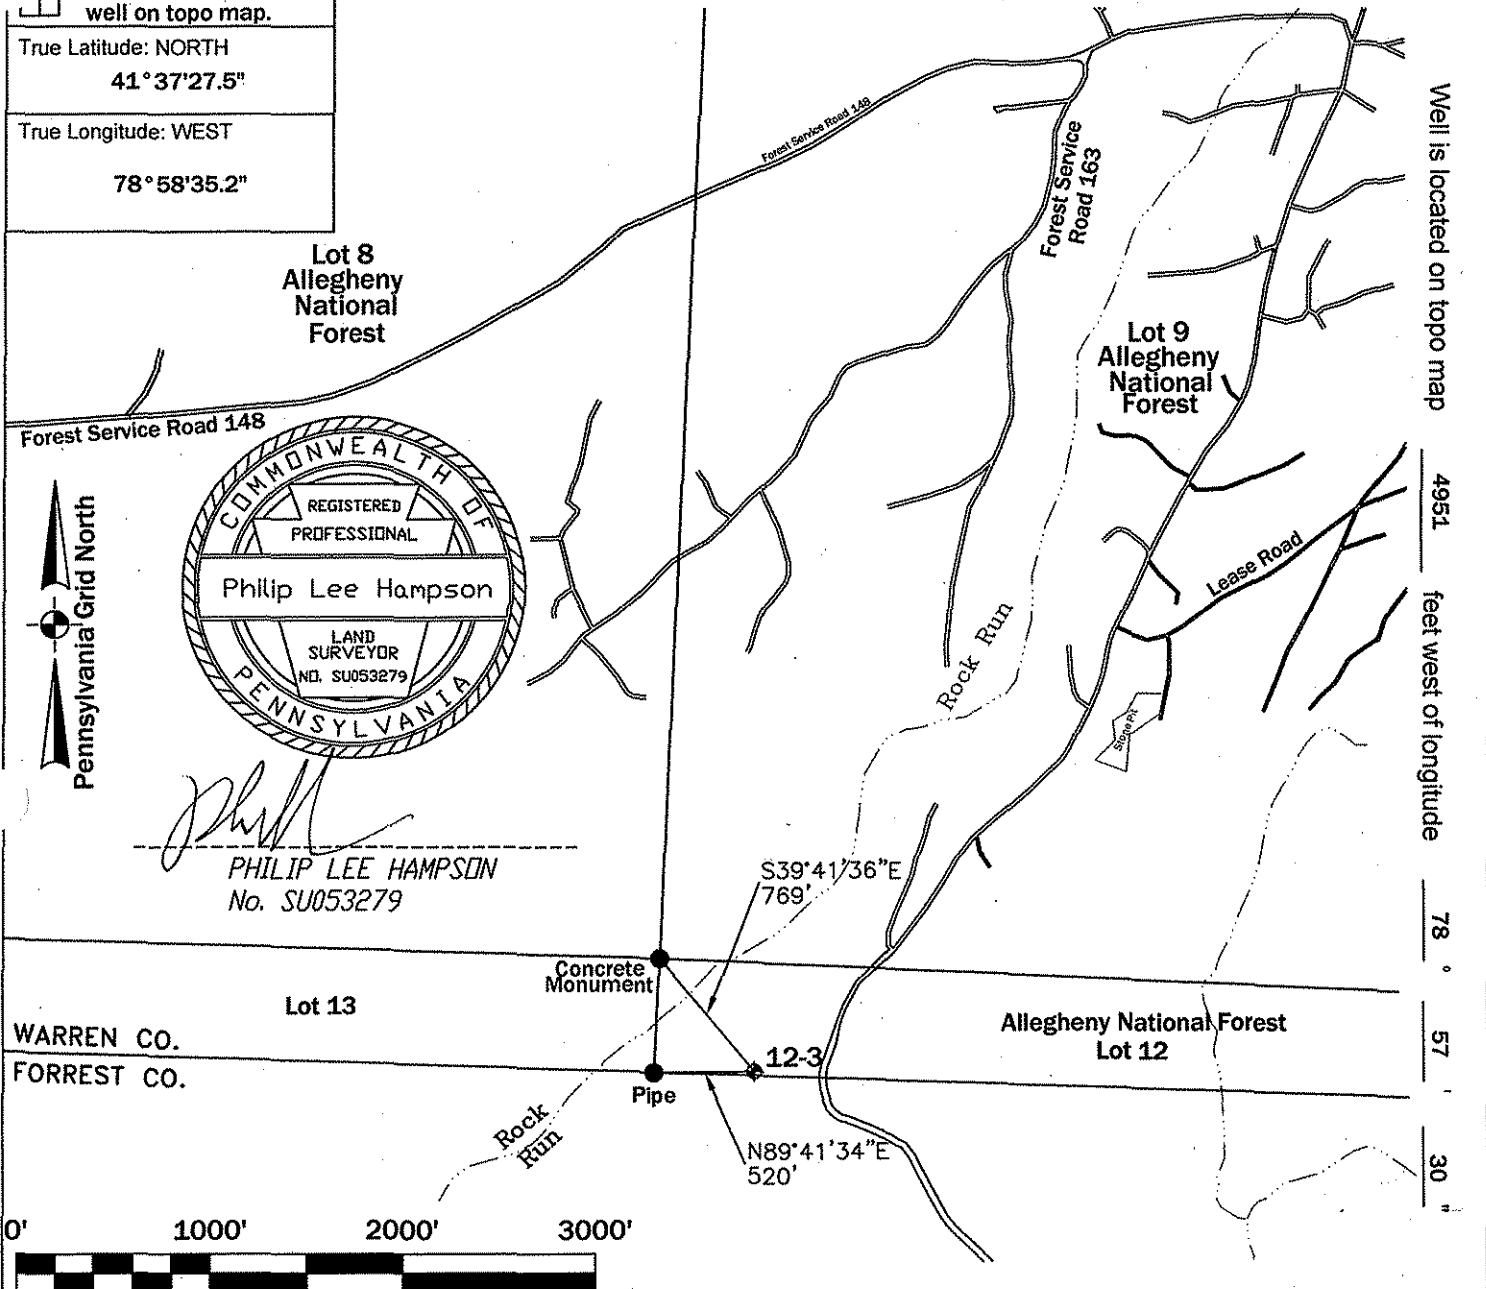 well on topo map.
True Latitude: NORTH
41°37'27.5"
True Longitude: WEST
78°58'35.2"
Lot 8
Allegheny
National
Forest
Forest Service Road 148
Forest Service
Road 163
Lot 9
Allegheny
National
Forest
Well is located on topo map 4951 feet west of longitude 78 ° 57 ' 30 "
Forest Service Road 148
COMMONWEALTH OF
REGISTERED
PROFESSIONAL
Philip Lee Hampson
LAND
SURVEYOR
NO. SU053279
PENNSYLVANIA
Pennsylvania Grid North
Lease Road
Rock Run
Stone Pit
PHILIP LEE HAMPSON
No. SU053279
S39°41'36"E
769'
Concrete
Monument
Lot 13
Allegheny National Forest
Lot 12
WARREN CO.
FORREST CO.
12-3
Pipe
Rock
Run
N89°41'34"E
520'
0' 1000' 2000' 3000'